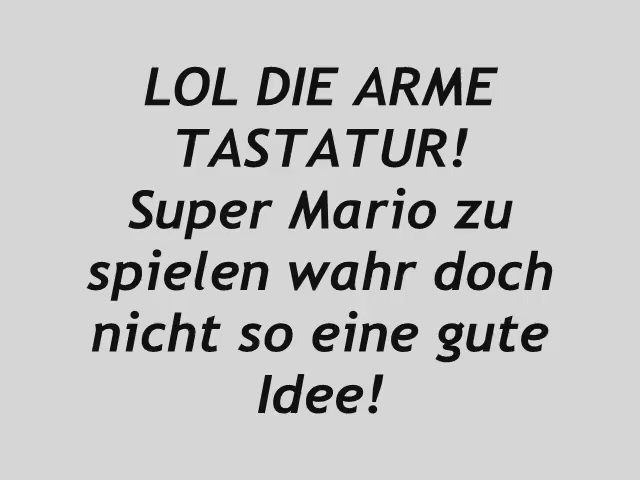 LOL DIE ARME
TASTATUR!
Super Mario zu
spielen wahr doch
nicht so eine gute
Idee!